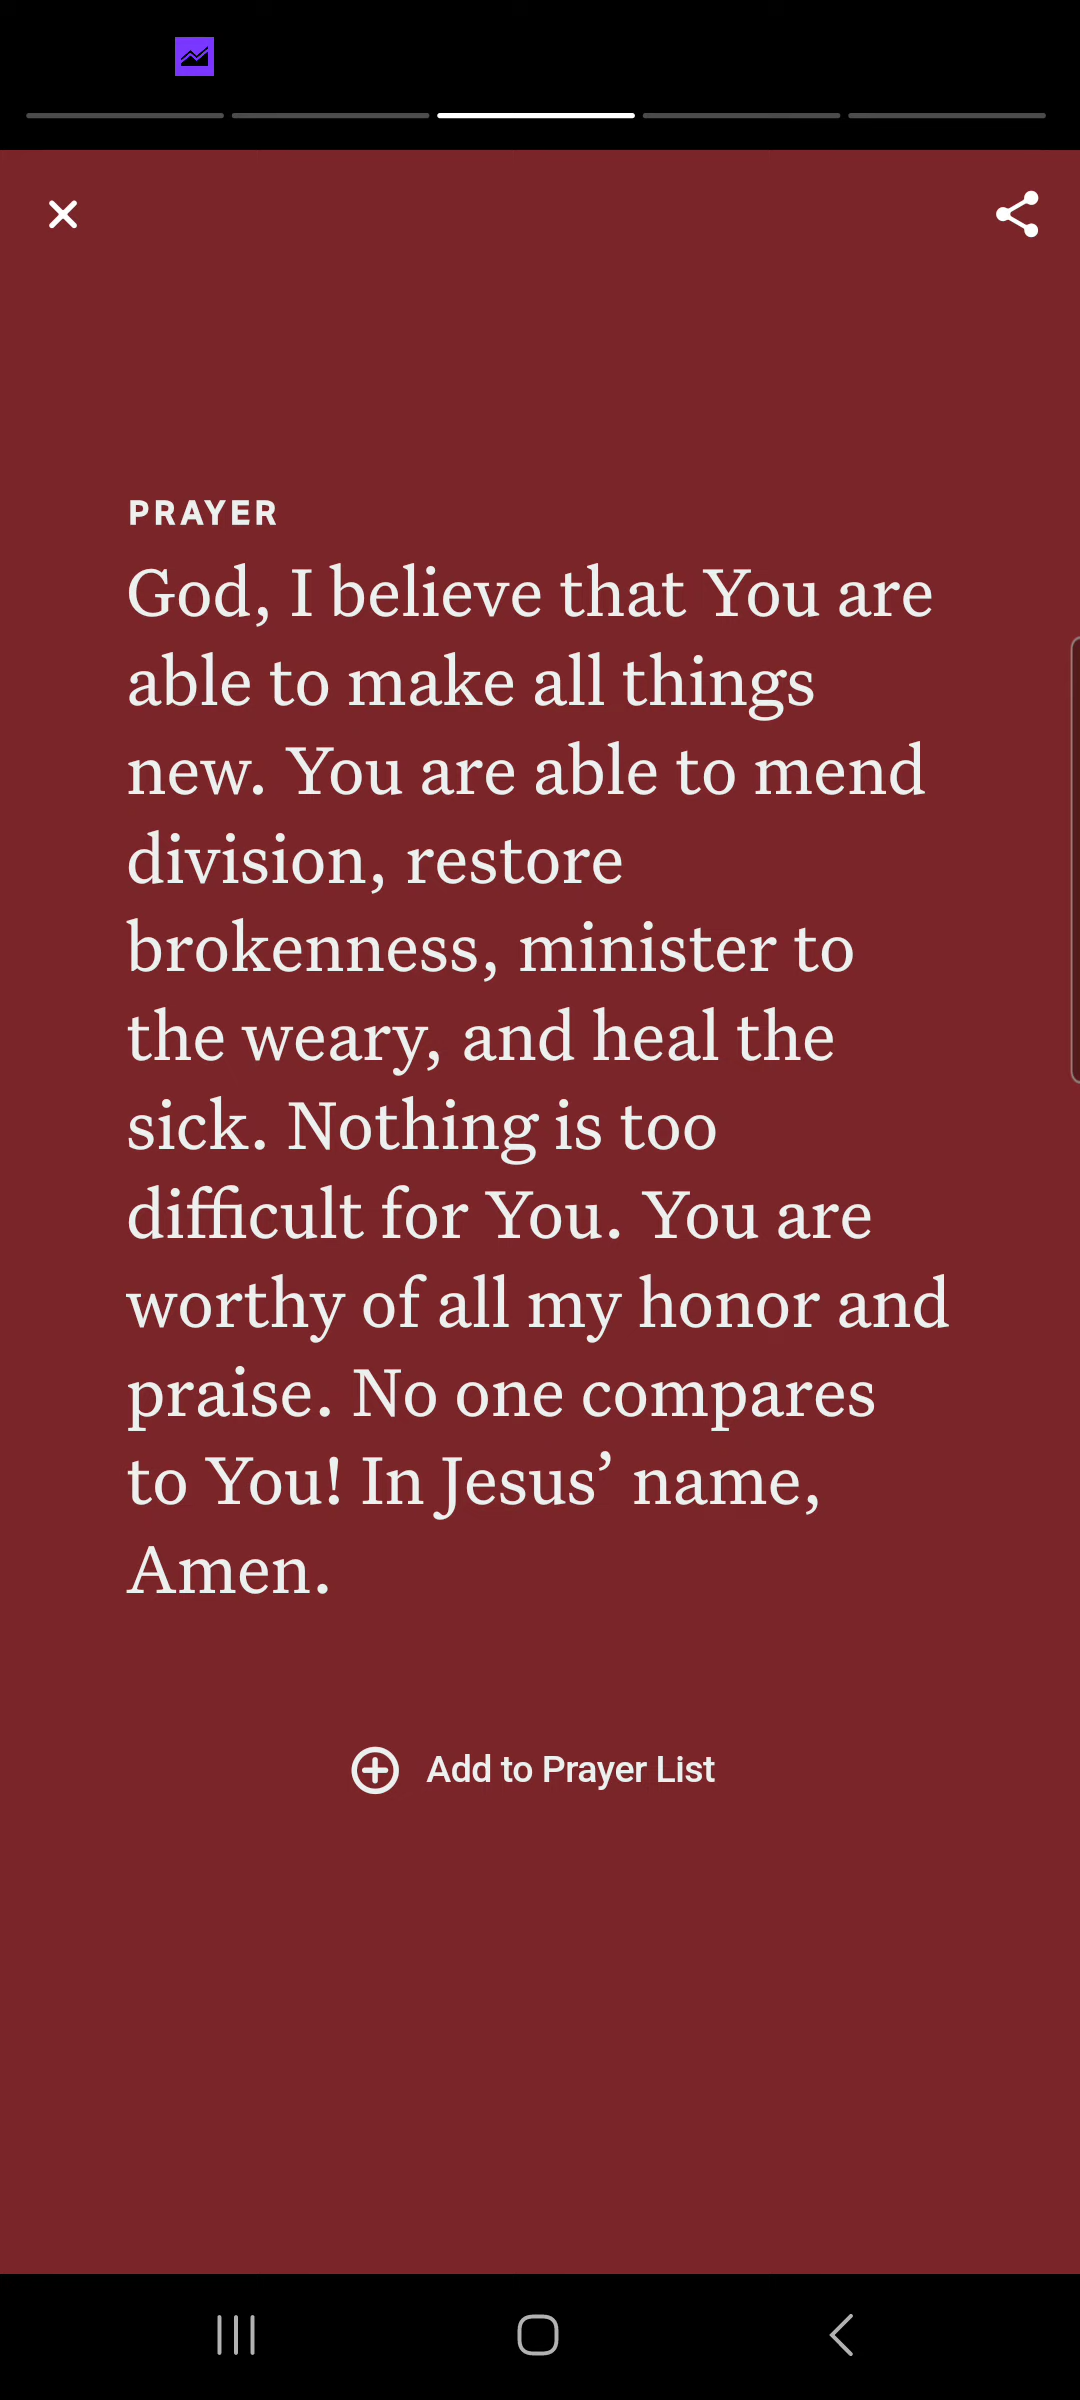 PRAYER
God, I believe that You are
able to make all things
new. You are able to mend
division, restore
brokenness, minister to
the weary, and heal the
sick. Nothing is too
difficult for You. You are
worthy of all my honor and
praise. No one compares
to You! In Jesus’ name,
Amen.
Add to Prayer List